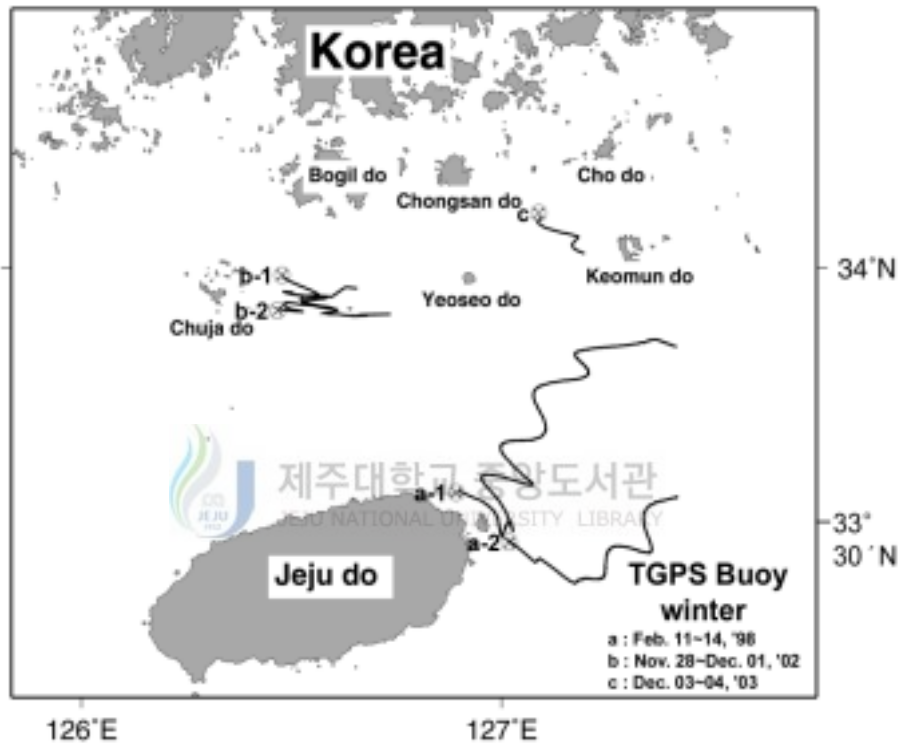 Korea
Bogil do
Cho do
Chongsan do
c
b-1
34°N
Keomun do
Yeoseo do
b-2
Chuja do
제주대학교 중앙도서관
a-1
JEJU NATIONAL UNIVERSITY LIBRARY
JEJU
33°
30´N
a-2
Jeju do
TGPS Buoy
winter
a : Feb. 11~14, '98
b : Nov. 28~Dec. 01, '02
c : Dec. 03~04, '03
126°E
127°E